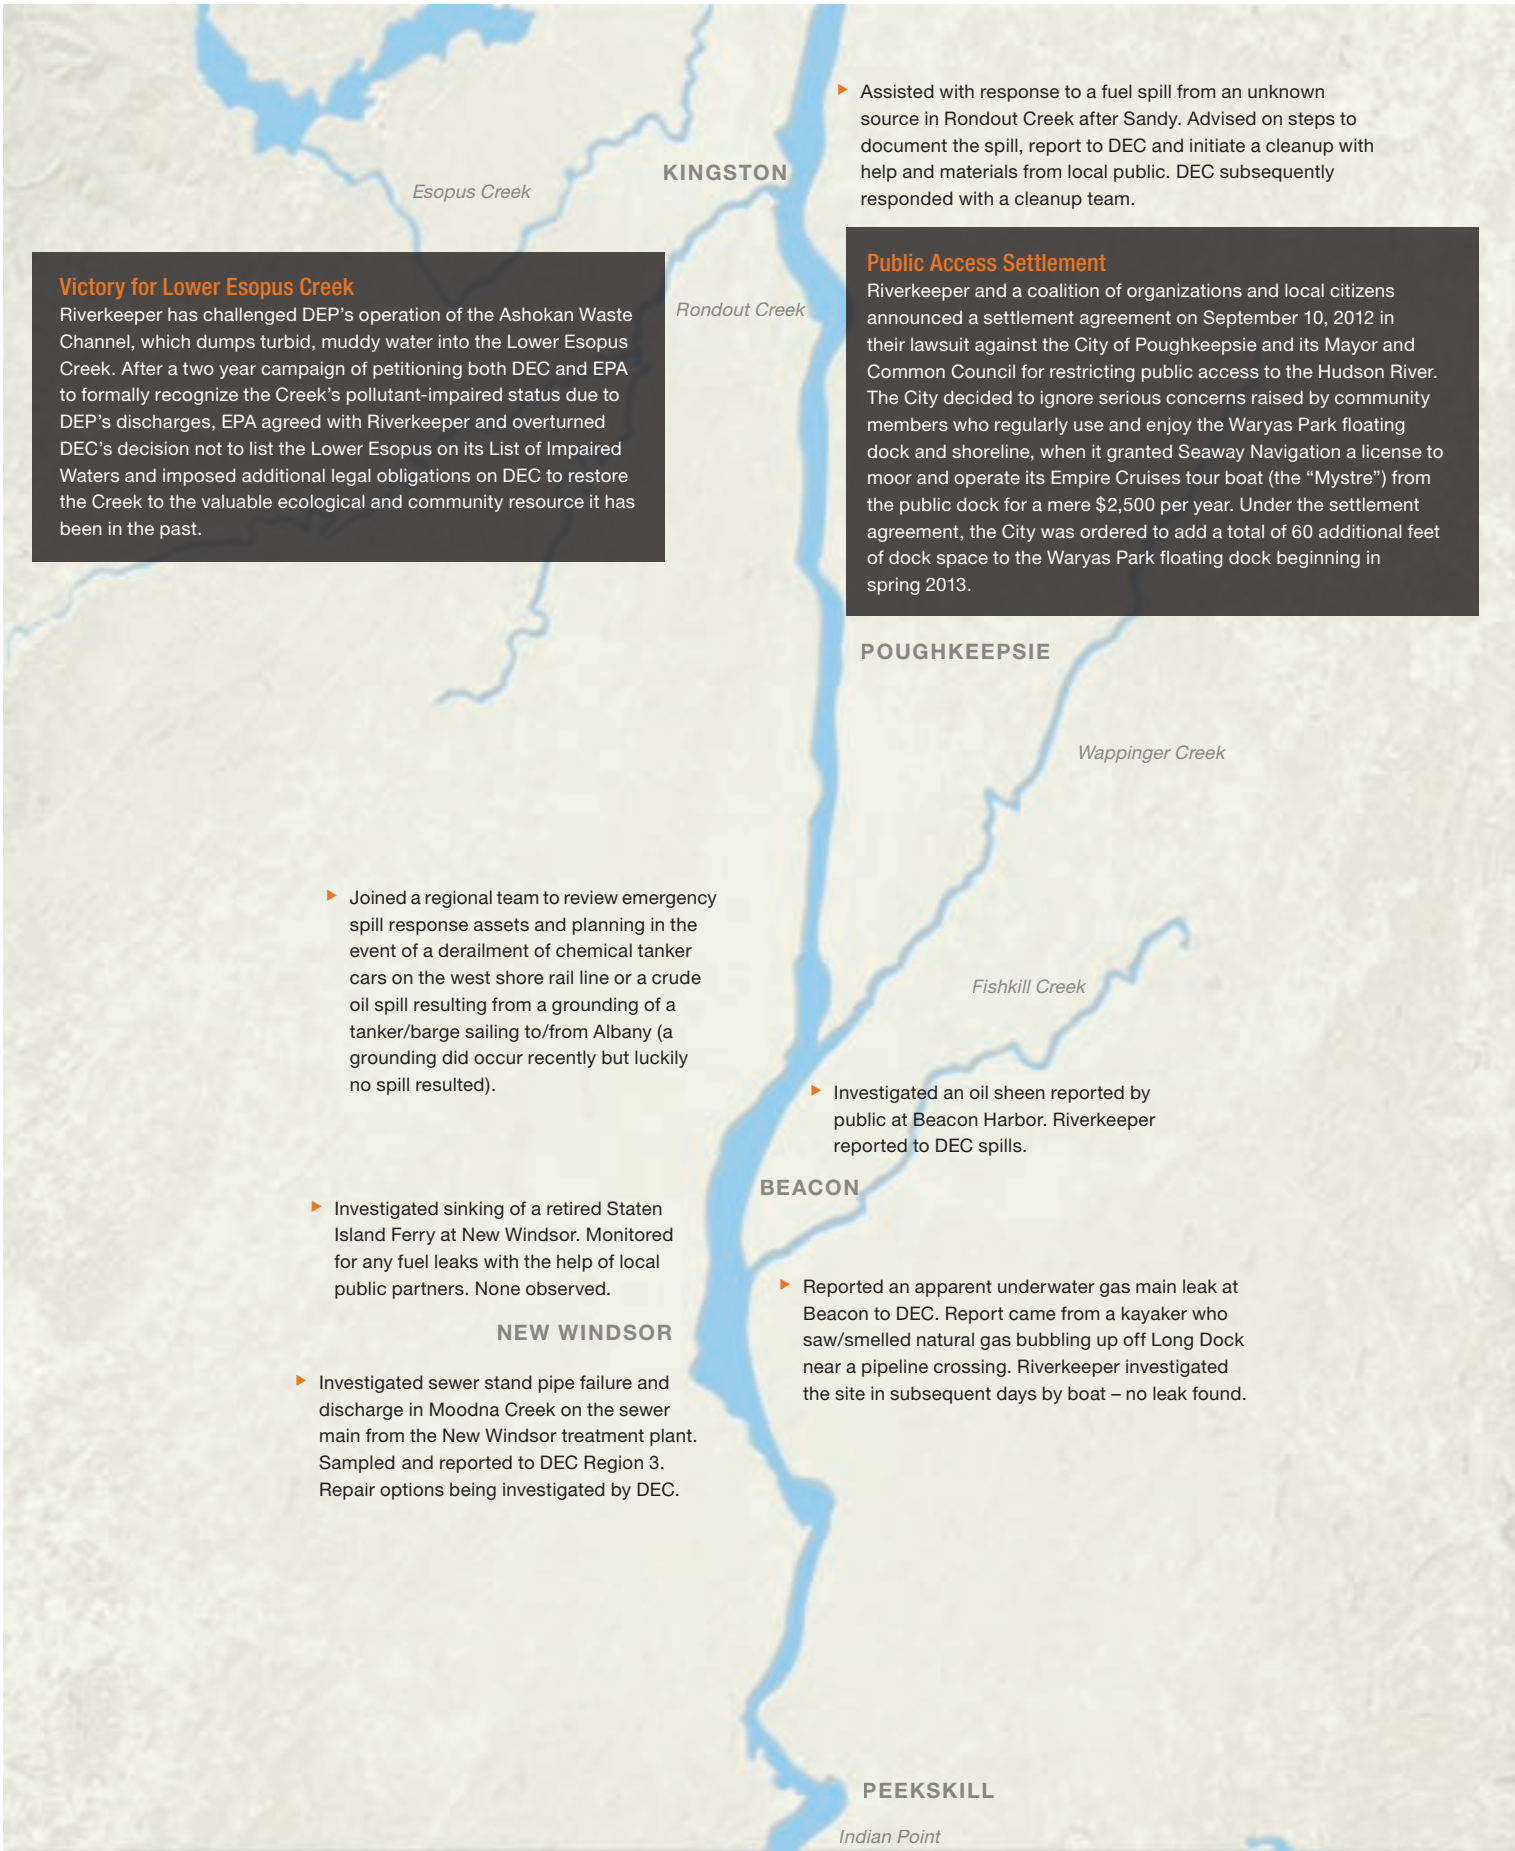 ▶ Assisted with response to a fuel spill from an unknown
source in Rondout Creek after Sandy. Advised on steps to
document the spill, report to DEC and initiate a cleanup with
help and materials from local public. DEC subsequently
responded with a cleanup team.
KINGSTON
Esopus Creek
Victory for Lower Esopus Creek
Riverkeeper has challenged DEP’s operation of the Ashokan Waste
Channel, which dumps turbid, muddy water into the Lower Esopus
Creek. After a two year campaign of petitioning both DEC and EPA
to formally recognize the Creek’s pollutant-impaired status due to
DEP’s discharges, EPA agreed with Riverkeeper and overturned
DEC’s decision not to list the Lower Esopus on its List of Impaired
Waters and imposed additional legal obligations on DEC to restore
the Creek to the valuable ecological and community resource it has
been in the past.
Rondout Creek
Public Access Settlement
Riverkeeper and a coalition of organizations and local citizens
announced a settlement agreement on September 10, 2012 in
their lawsuit against the City of Poughkeepsie and its Mayor and
Common Council for restricting public access to the Hudson River.
The City decided to ignore serious concerns raised by community
members who regularly use and enjoy the Waryas Park floating
dock and shoreline, when it granted Seaway Navigation a license to
moor and operate its Empire Cruises tour boat (the “Mystre”) from
the public dock for a mere $2,500 per year. Under the settlement
agreement, the City was ordered to add a total of 60 additional feet
of dock space to the Waryas Park floating dock beginning in
spring 2013.
POUGHKEEPSIE
Wappinger Creek
▶ Joined a regional team to review emergency
spill response assets and planning in the
event of a derailment of chemical tanker
cars on the west shore rail line or a crude
oil spill resulting from a grounding of a
tanker/barge sailing to/from Albany (a
grounding did occur recently but luckily
no spill resulted).
Fishkill Creek
▶ Investigated an oil sheen reported by
public at Beacon Harbor. Riverkeeper
reported to DEC spills.
BEACON
▶ Investigated sinking of a retired Staten
Island Ferry at New Windsor. Monitored
for any fuel leaks with the help of local
public partners. None observed.
▶ Reported an apparent underwater gas main leak at
Beacon to DEC. Report came from a kayaker who
saw/smelled natural gas bubbling up off Long Dock
near a pipeline crossing. Riverkeeper investigated
the site in subsequent days by boat – no leak found.
NEW WINDSOR
▶ Investigated sewer stand pipe failure and
discharge in Moodna Creek on the sewer
main from the New Windsor treatment plant.
Sampled and reported to DEC Region 3.
Repair options being investigated by DEC.
PEEKSKILL
Indian Point